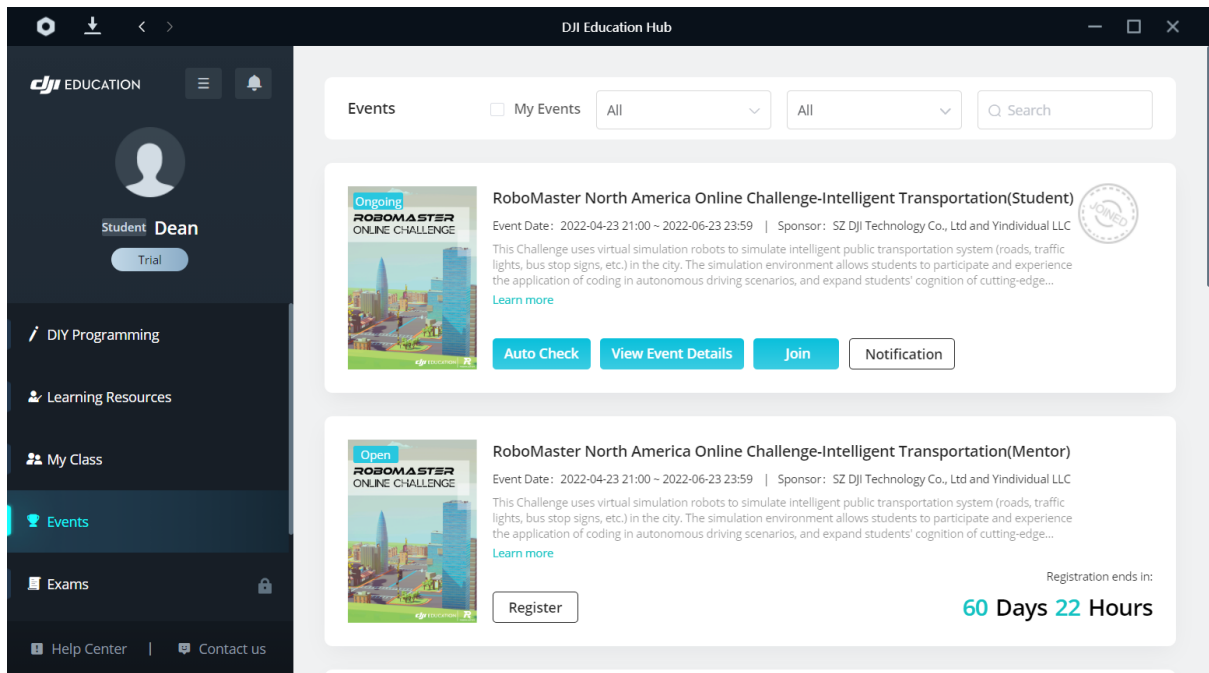 DJI Education Hub
dji EDUCATION
Student Dean
Trial
DIY Programming
Learning Resources
My Class
Events
Exams
Help Center | Contact us
Events
My Events
All
All
Search
Ongoing
ROBOMASTER
ONLINE CHALLENGE
dji EDUCATION
RoboMaster North America Online Challenge-Intelligent Transportation(Student)
JOINED
Event Date: 2022-04-23 21:00 ~ 2022-06-23 23:59 | Sponsor: SZ DJI Technology Co., Ltd and Yindividual LLC
This Challenge uses virtual simulation robots to simulate intelligent public transportation system (roads, traffic
lights, bus stop signs, etc.) in the city. The simulation environment allows students to participate and experience
the application of coding in autonomous driving scenarios, and expand students' cognition of cutting-edge...
Learn more
Auto Check
View Event Details
Join
Notification
Open
ROBOMASTER
ONLINE CHALLENGE
dji EDUCATION
RoboMaster North America Online Challenge-Intelligent Transportation(Mentor)
Event Date: 2022-04-23 21:00 ~ 2022-06-23 23:59 | Sponsor: SZ DJI Technology Co., Ltd and Yindividual LLC
This Challenge uses virtual simulation robots to simulate intelligent public transportation system (roads, traffic
lights, bus stop signs, etc.) in the city. The simulation environment allows students to participate and experience
the application of coding in autonomous driving scenarios, and expand students' cognition of cutting-edge...
Learn more
Register
Registration ends in:
60 Days 22 Hours